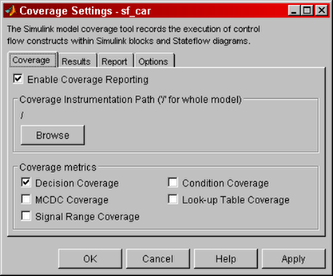 Coverage Settings - sf_car
The Simulink model coverage tool records the execution of control
flow constructs within Simulink blocks and Stateflow diagrams.
Coverage Results Report Options
Enable Coverage Reporting
Coverage Instrumentation Path ('/' for whole model)
/
Browse
Coverage metrics
Decision Coverage Condition Coverage
MCDC Coverage Look-up Table Coverage
Signal Range Coverage
OK Cancel Help Apply